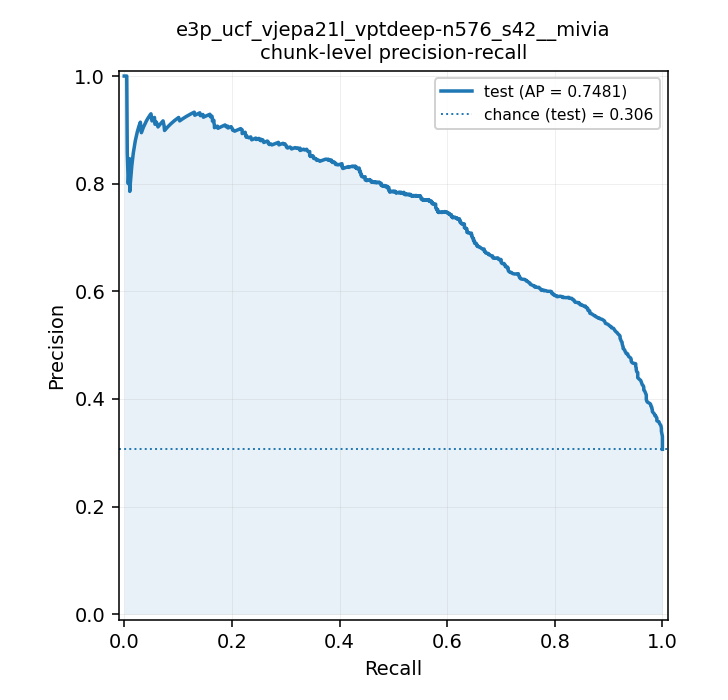 e3p_ucf_vjepa21l_vptdeep-n576_s42__mivia
chunk-level precision-recall
test (AP = 0.7481)
chance (test) = 0.306
1.0
0.8
0.6
0.4
0.2
0.0
Precision
0.0 0.2 0.4 0.6 0.8 1.0
Recall